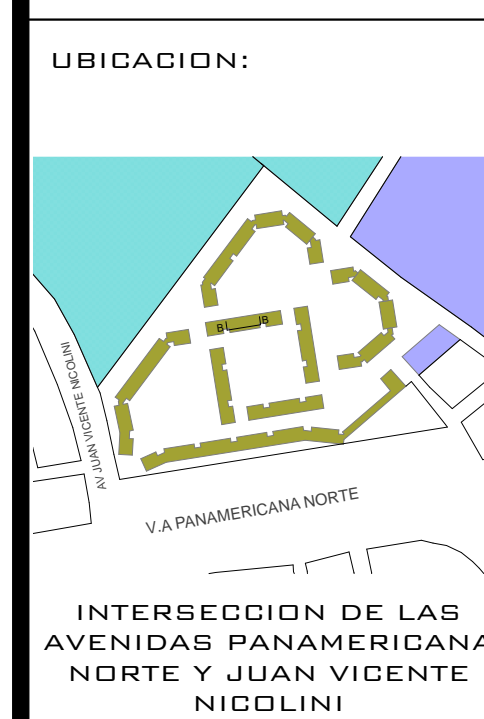 UBICACION:
B B
AV JUAN VICENTE NICOLINI
V.A PANAMERICANA NORTE
INTERSECCION DE LAS
AVENIDAS PANAMERICANA
NORTE Y JUAN VICENTE
NICOLINI